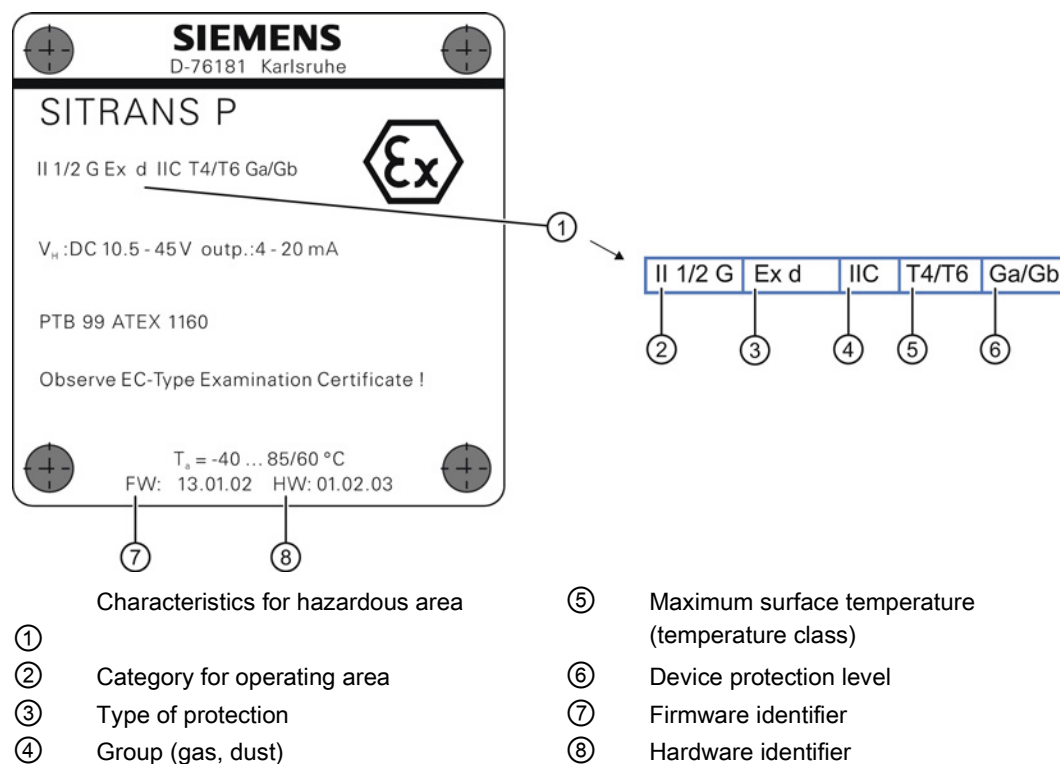 SIEMENS
D-76181 Karlsruhe
SITRANS P
II 1/2 G Ex d IIC T4/T6 Ga/Gb
Ex
V_H :DC 10.5 - 45 V outp.:4 - 20 mA
PTB 99 ATEX 1160
Observe EC-Type Examination Certificate !
T_a = -40 ... 85/60 °C
FW: 13.01.02 HW: 01.02.03
①
II 1/2 G Ex d IIC T4/T6 Ga/Gb
② ③ ④ ⑤ ⑥
⑦ ⑧
① Characteristics for hazardous area
② Category for operating area
③ Type of protection
④ Group (gas, dust)
⑤ Maximum surface temperature
(temperature class)
⑥ Device protection level
⑦ Firmware identifier
⑧ Hardware identifier